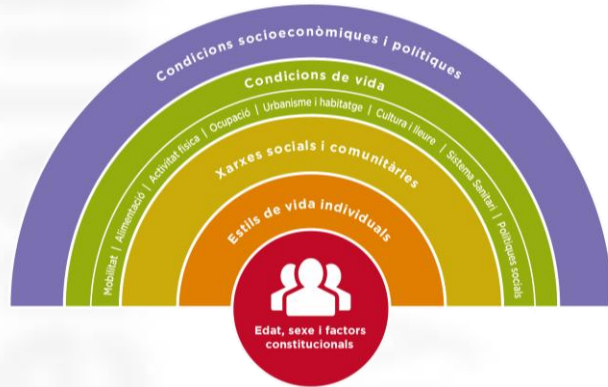 Condicions socioeconòmiques i polítiques
Condicions de vida
Mobilitat | Alimentació | Activitat física | Ocupació | Urbanisme i habitatge | Cultura i lleure | Sistema Sanitari | Polítiques socials
Xarxes socials i comunitàries
Estils de vida individuals
Edat, sexe i factors
constitucionals